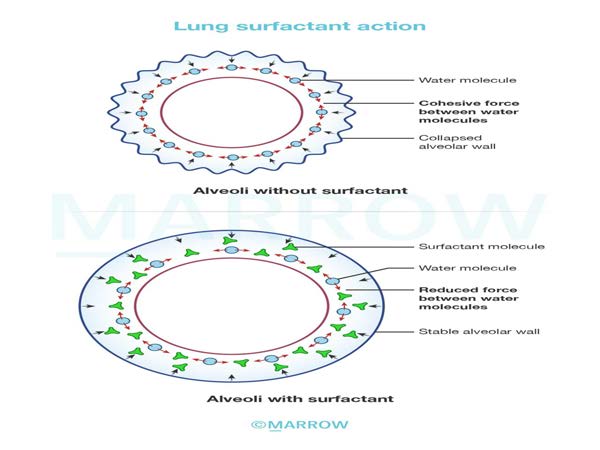 Lung surfactant action
Water molecule
Cohesive force
between water
molecules
Collapsed
alveolar wall
Alveoli without surfactant
MARROW
Surfactant molecule
Water molecule
Reduced force
between water
molecules
Stable alveolar wall
Alveoli with surfactant
©MARROW